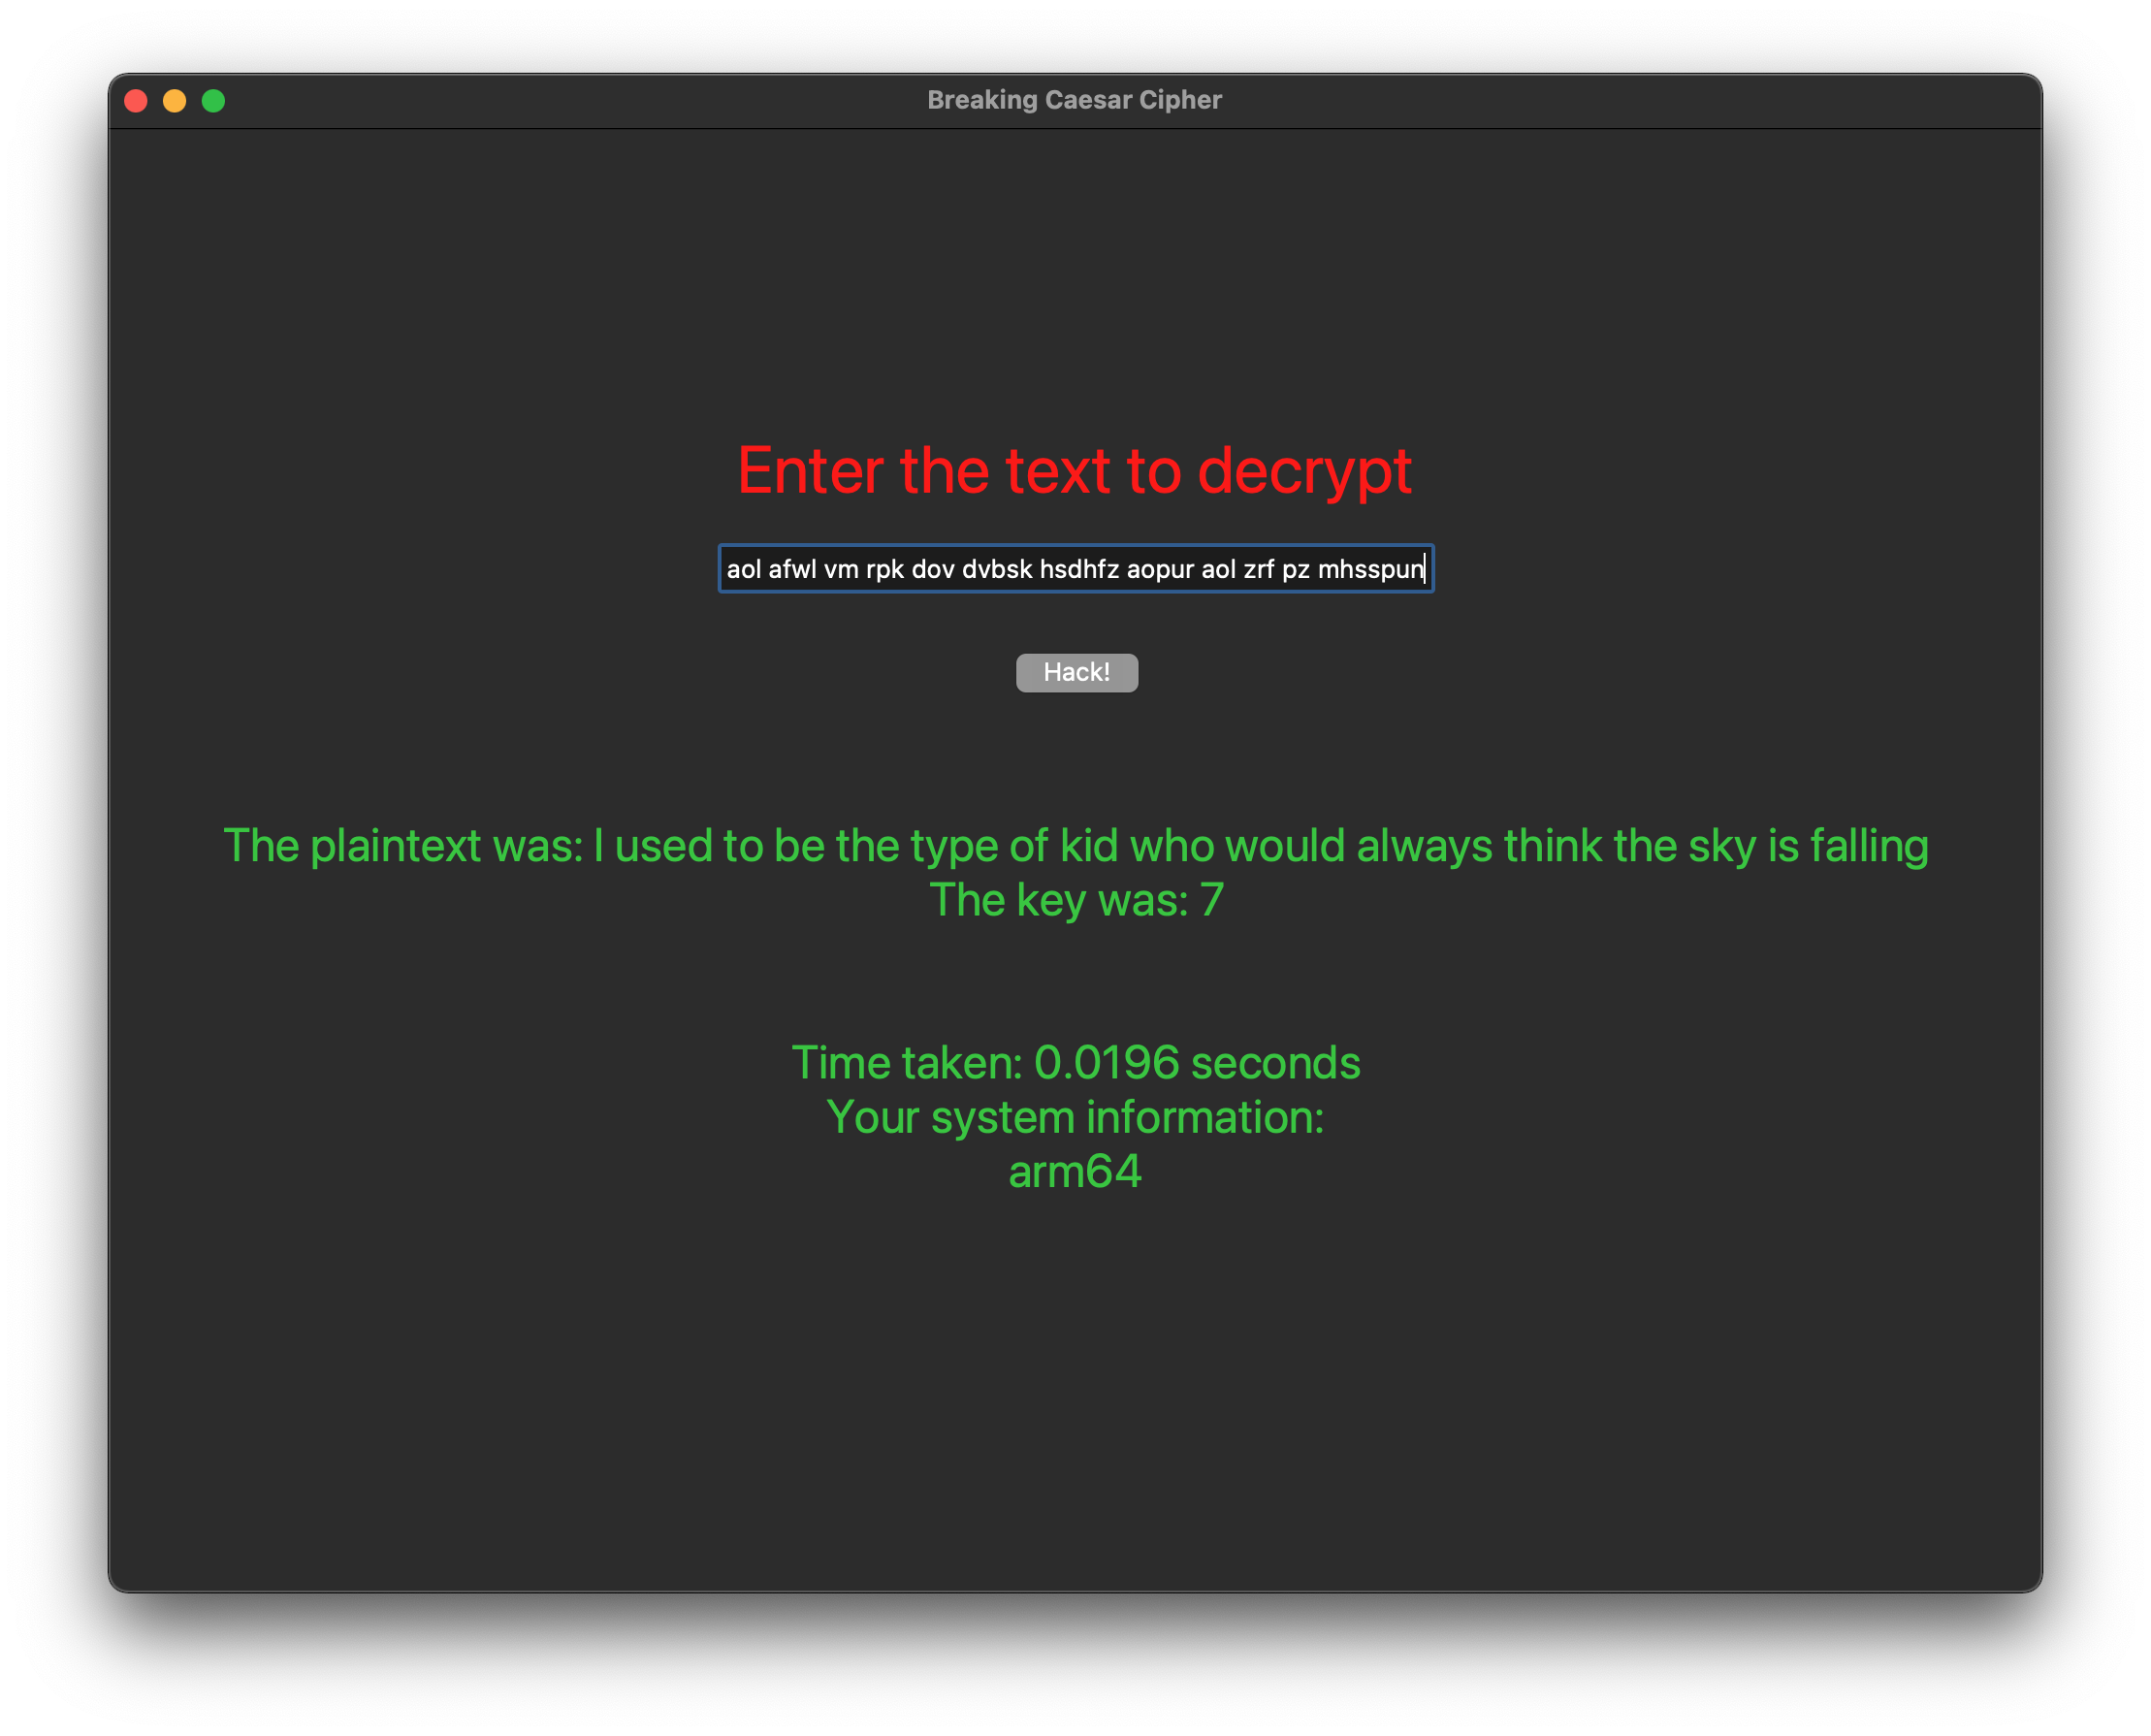 Breaking Caesar Cipher
Enter the text to decrypt
aol afwl vm rpk dov dvbsk hsdhfz aopur aol zrf pz mhsspun
Hack!
The plaintext was: I used to be the type of kid who would always think the sky is falling
The key was: 7
Time taken: 0.0196 seconds
Your system information:
arm64